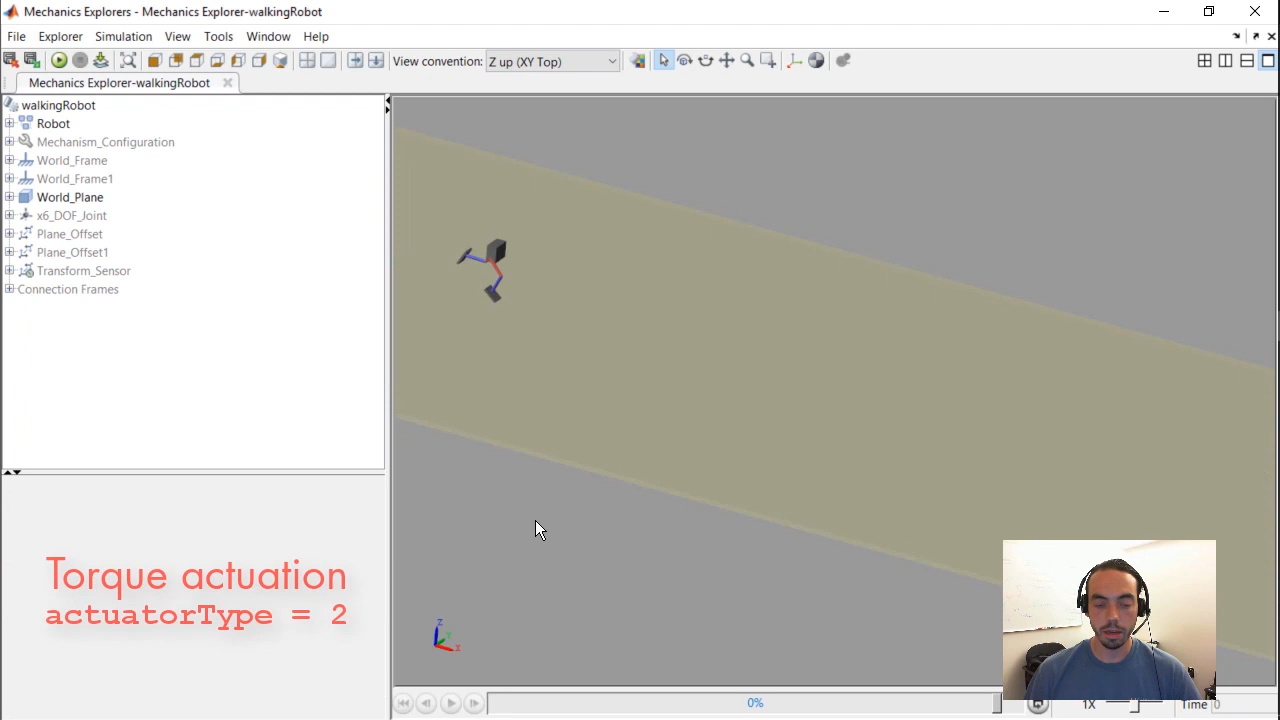 Mechanics Explorers - Mechanics Explorer-walkingRobot
File Explorer Simulation View Tools Window Help
View convention: Z up (XY Top)
Mechanics Explorer-walkingRobot
walkingRobot
Robot
Mechanism_Configuration
World_Frame
World_Frame1
World_Plane
x6_DOF_Joint
Plane_Offset
Plane_Offset1
Transform_Sensor
Connection Frames
Torque actuation
actuatorType = 2
z
x
0% 1X Time 0